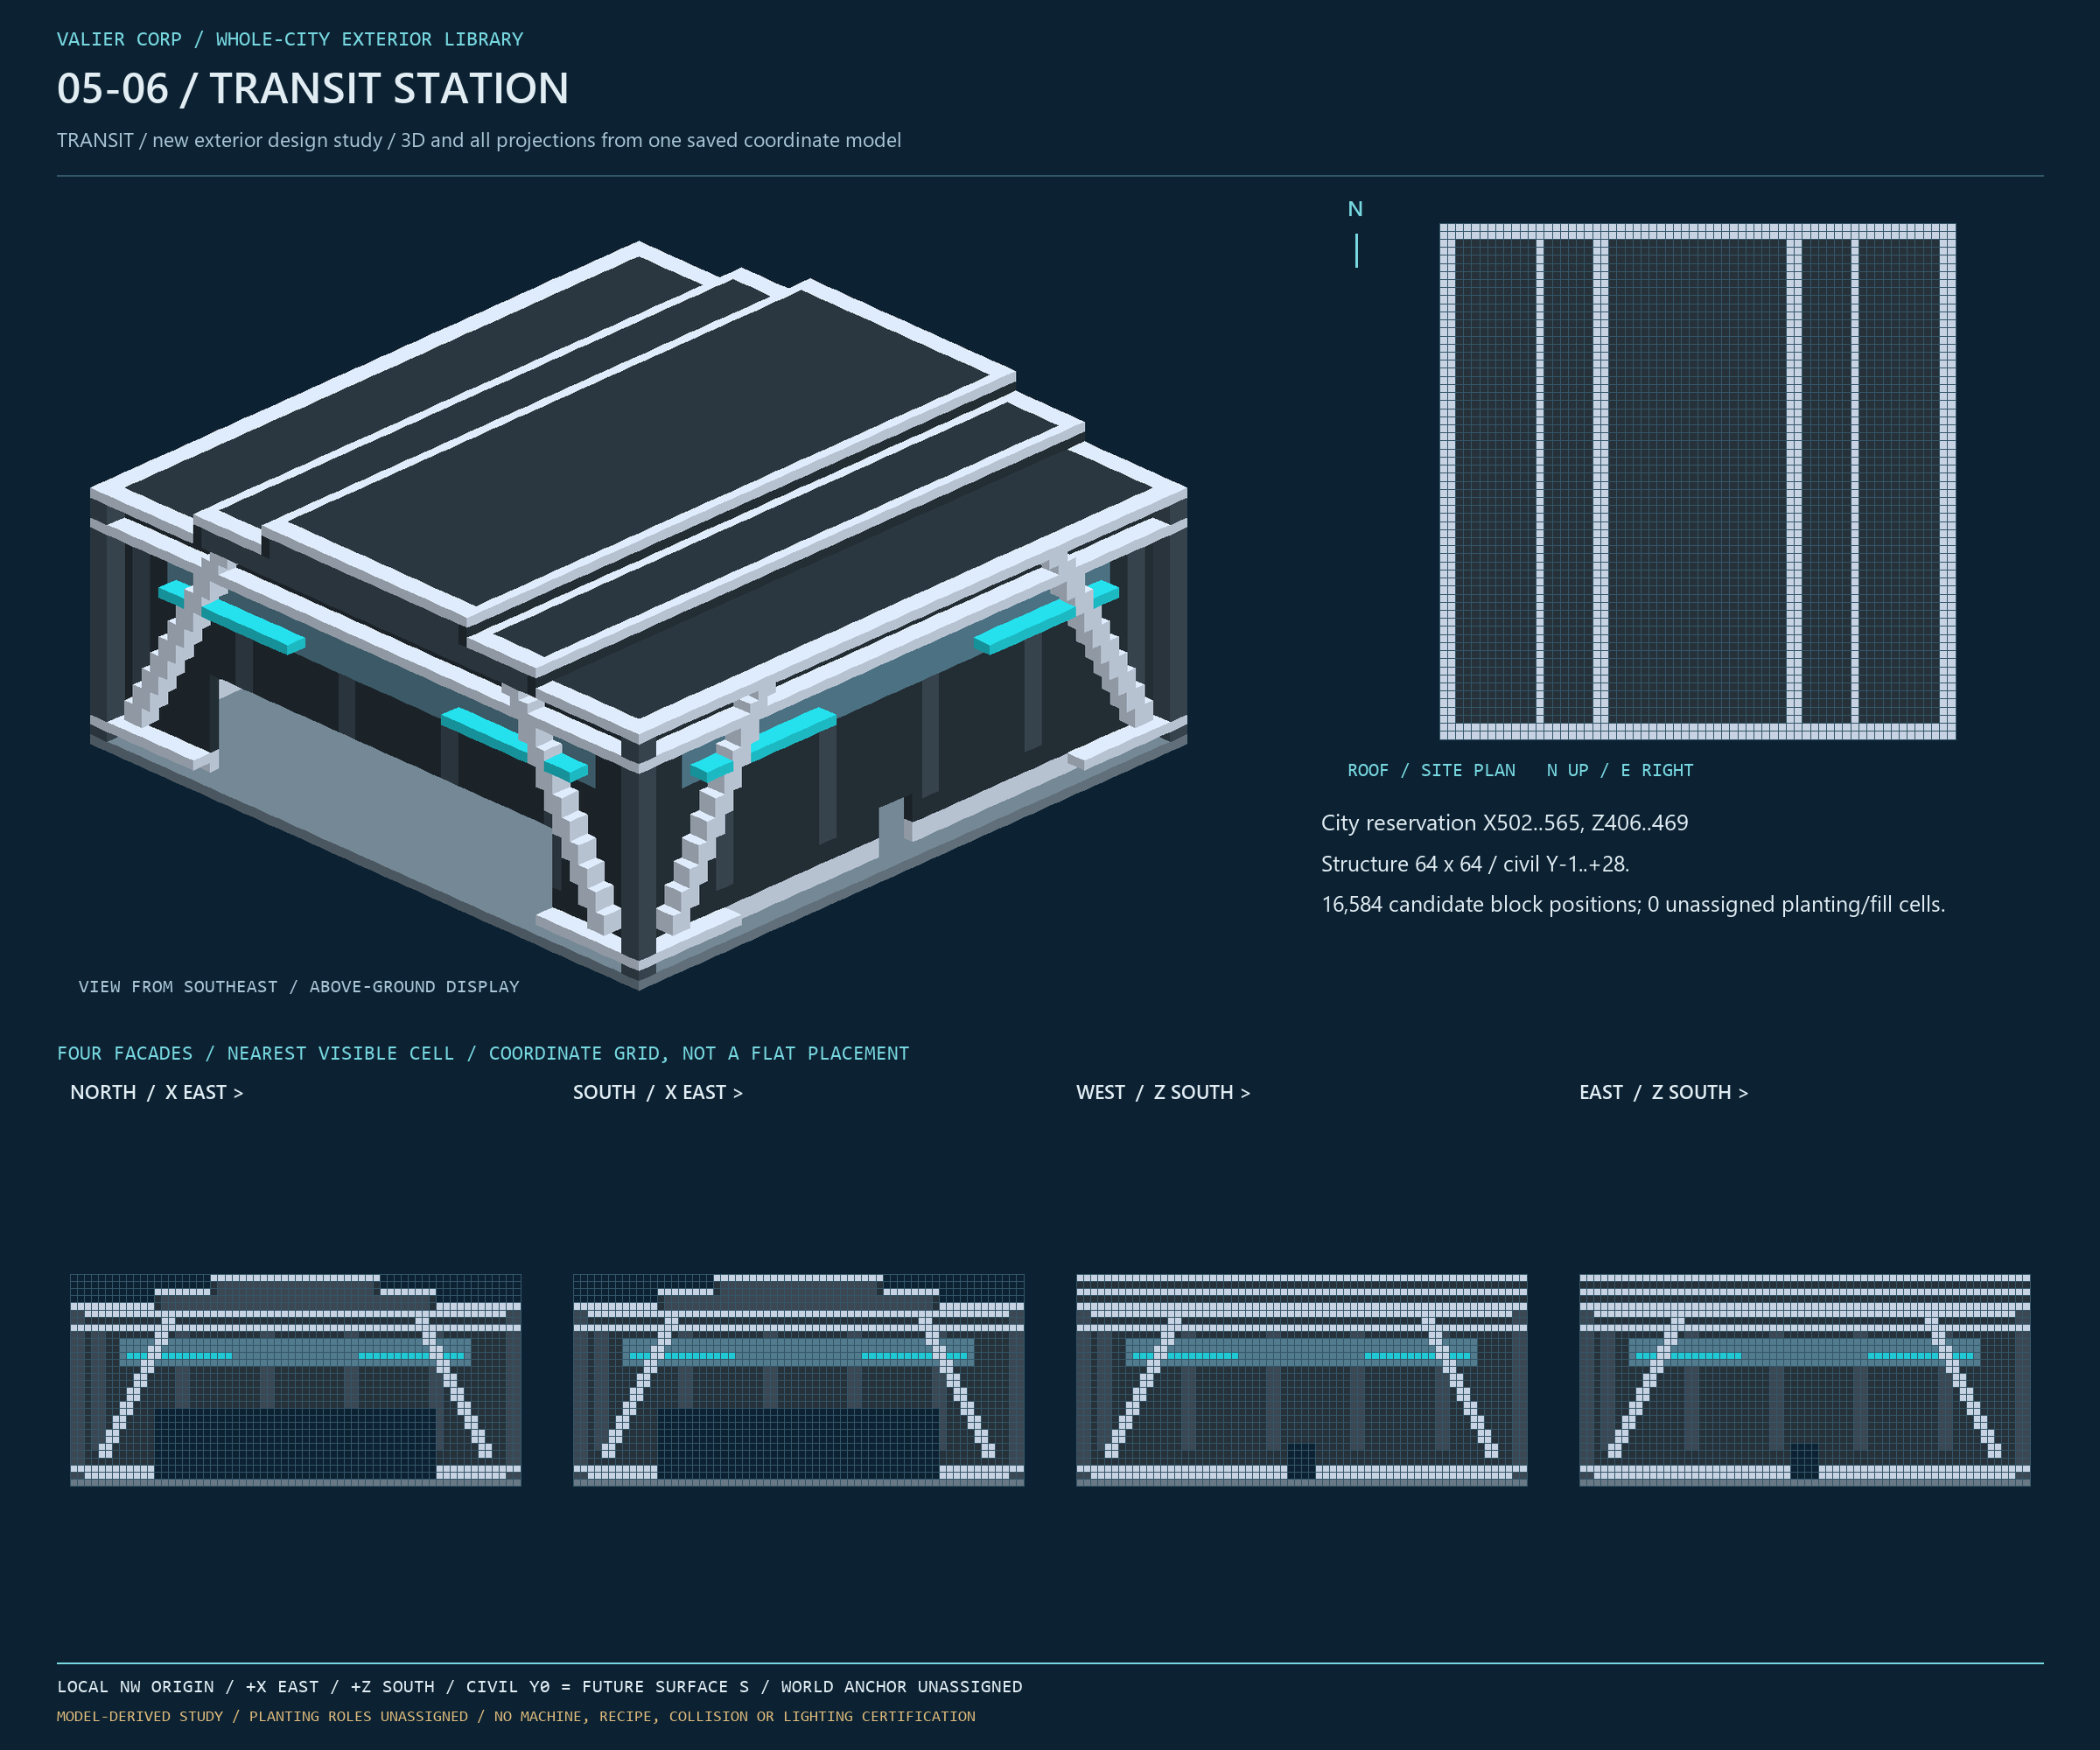 VALIER CORP / WHOLE-CITY EXTERIOR LIBRARY
05-06 / TRANSIT STATION
TRANSIT / new exterior design study / 3D and all projections from one saved coordinate model
N
ROOF / SITE PLAN   N UP / E RIGHT
City reservation X502..565, Z406..469
Structure 64 x 64 / civil Y-1..+28.
16,584 candidate block positions; 0 unassigned planting/fill cells.
VIEW FROM SOUTHEAST / ABOVE-GROUND DISPLAY
FOUR FACADES / NEAREST VISIBLE CELL / COORDINATE GRID, NOT A FLAT PLACEMENT
NORTH / X EAST >
SOUTH / X EAST >
WEST / Z SOUTH >
EAST / Z SOUTH >
LOCAL NW ORIGIN / +X EAST / +Z SOUTH / CIVIL Y0 = FUTURE SURFACE S / WORLD ANCHOR UNASSIGNED
MODEL-DERIVED STUDY / PLANTING ROLES UNASSIGNED / NO MACHINE, RECIPE, COLLISION OR LIGHTING CERTIFICATION